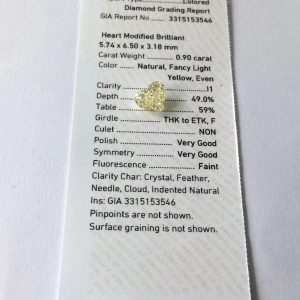 Colored
Diamond Grading Report
GIA Report No ........ 3315153546
Heart Modified Brilliant
5.74 x 6.50 x 3.18 mm
Carat Weight ............... 0.90 carat
Color ...... Natural, Fancy Light
Yellow, Even
Clarity ................................ I1
Depth ............................ 49.0%
Table ............................... 59%
Girdle ............... THK to ETK, F
Culet ............................. NON
Polish ..................... Very Good
Symmetry ............... Very Good
Fluorescence ................. Faint
Clarity Char: Crystal, Feather,
Needle, Cloud, Indented Natural
Ins: GIA 3315153546
Pinpoints are not shown.
Surface graining is not shown.